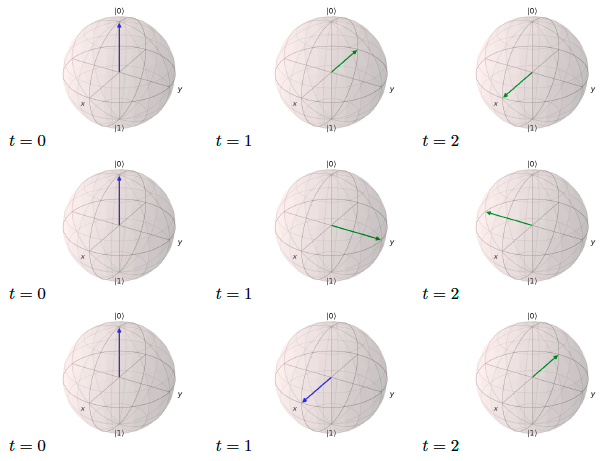 |0⟩ |0⟩ |0⟩
x y x y x y
|1⟩ |1⟩ |1⟩
t = 0 t = 1 t = 2
|0⟩ |0⟩ |0⟩
x y x y x y
|1⟩ |1⟩ |1⟩
t = 0 t = 1 t = 2
|0⟩ |0⟩ |0⟩
x y x y x y
|1⟩ |1⟩ |1⟩
t = 0 t = 1 t = 2